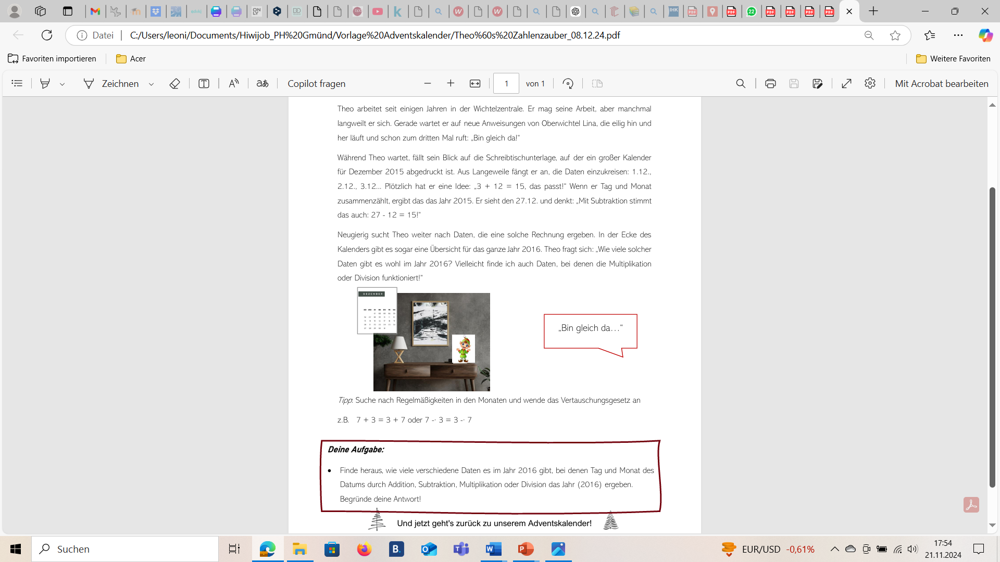 Datei
C:/Users/leoni/Documents/Hiwijob_PH%20Gmünd/Vorlage%20Adventskalender/Theo%60s%20Zahlenzauber_08.12.24.pdf
Favoriten importieren
Acer
Weitere Favoriten
Zeichnen
aあ
Copilot fragen
1
von 1
Mit Acrobat bearbeiten
Theo arbeitet seit einigen Jahren in der Wichtelzentrale. Er mag seine Arbeit, aber manchmal
langweilt er sich. Gerade wartet er auf neue Anweisungen von Oberwichtel Lina, die eilig hin und
her läuft und schon zum dritten Mal ruft: „Bin gleich da!“
Während Theo wartet, fällt sein Blick auf die Schreibtischunterlage, auf der ein großer Kalender
für Dezember 2015 abgedruckt ist. Aus Langeweile fängt er an, die Daten einzukreisen: 1.12.,
2.12., 3.12... Plötzlich hat er eine Idee: „3 + 12 = 15, das passt!“ Wenn er Tag und Monat
zusammenzählt, ergibt das das Jahr 2015. Er sieht den 27.12. und denkt: „Mit Subtraktion stimmt
das auch: 27 - 12 = 15!“
Neugierig sucht Theo weiter nach Daten, die eine solche Rechnung ergeben. In der Ecke des
Kalenders gibt es sogar eine Übersicht für das ganze Jahr 2016. Theo fragt sich: „Wie viele solcher
Daten gibt es wohl im Jahr 2016? Vielleicht finde ich auch Daten, bei denen die Multiplikation
oder Division funktioniert!“
DEZEMBER
„Bin gleich da...“
Tipp: Suche nach Regelmäßigkeiten in den Monaten und wende das Vertauschungsgesetz an
z.B. 7 + 3 = 3 + 7 oder 7 -· 3 = 3 -· 7
Deine Aufgabe:
• Finde heraus, wie viele verschiedene Daten es im Jahr 2016 gibt, bei denen Tag und Monat des
Datums durch Addition, Subtraktion, Multiplikation oder Division das Jahr (2016) ergeben.
Begründe deine Antwort!
Und jetzt geht's zurück zu unserem Adventskalender!
Suchen
EUR/USD -0,61%
17:54
21.11.2024